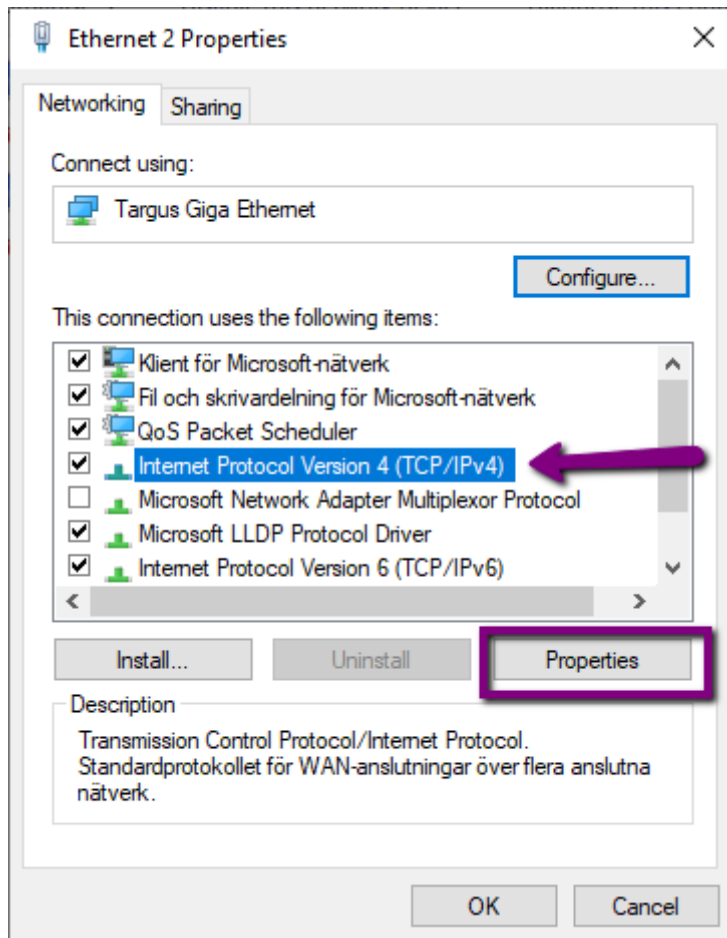 Ethernet 2 Properties
Networking
Sharing
Connect using:
Targus Giga Ethernet
Configure...
This connection uses the following items:
Klient för Microsoft-nätverk
Fil och skrivardelning för Microsoft-nätverk
QoS Packet Scheduler
Internet Protocol Version 4 (TCP/IPv4)
Microsoft Network Adapter Multiplexor Protocol
Microsoft LLDP Protocol Driver
Internet Protocol Version 6 (TCP/IPv6)
Install...
Uninstall
Properties
Description
Transmission Control Protocol/Internet Protocol.
Standardprotokollet för WAN-anslutningar över flera anslutna
nätverk.
OK
Cancel